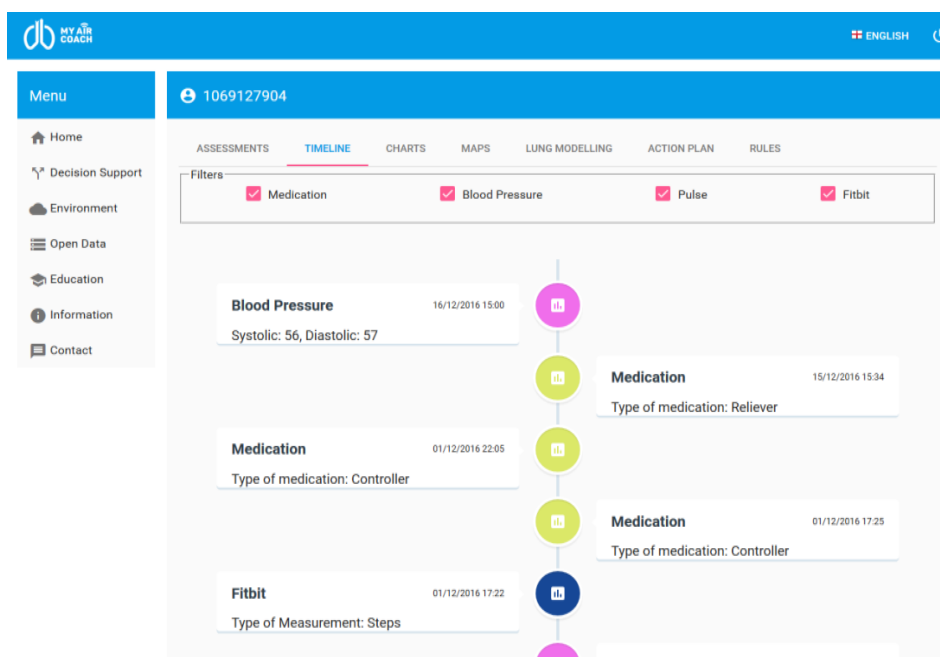 MY AIR
COACH
ENGLISH
Menu
1069127904
Home
Decision Support
Environment
Open Data
Education
Information
Contact
ASSESSMENTS TIMELINE CHARTS MAPS LUNG MODELLING ACTION PLAN RULES
Filters
Medication Blood Pressure Pulse Fitbit
Blood Pressure 16/12/2016 15:00
Systolic: 56, Diastolic: 57
Medication 15/12/2016 15:34
Type of medication: Reliever
Medication 01/12/2016 22:05
Type of medication: Controller
Medication 01/12/2016 17:25
Type of medication: Controller
Fitbit 01/12/2016 17:22
Type of Measurement: Steps